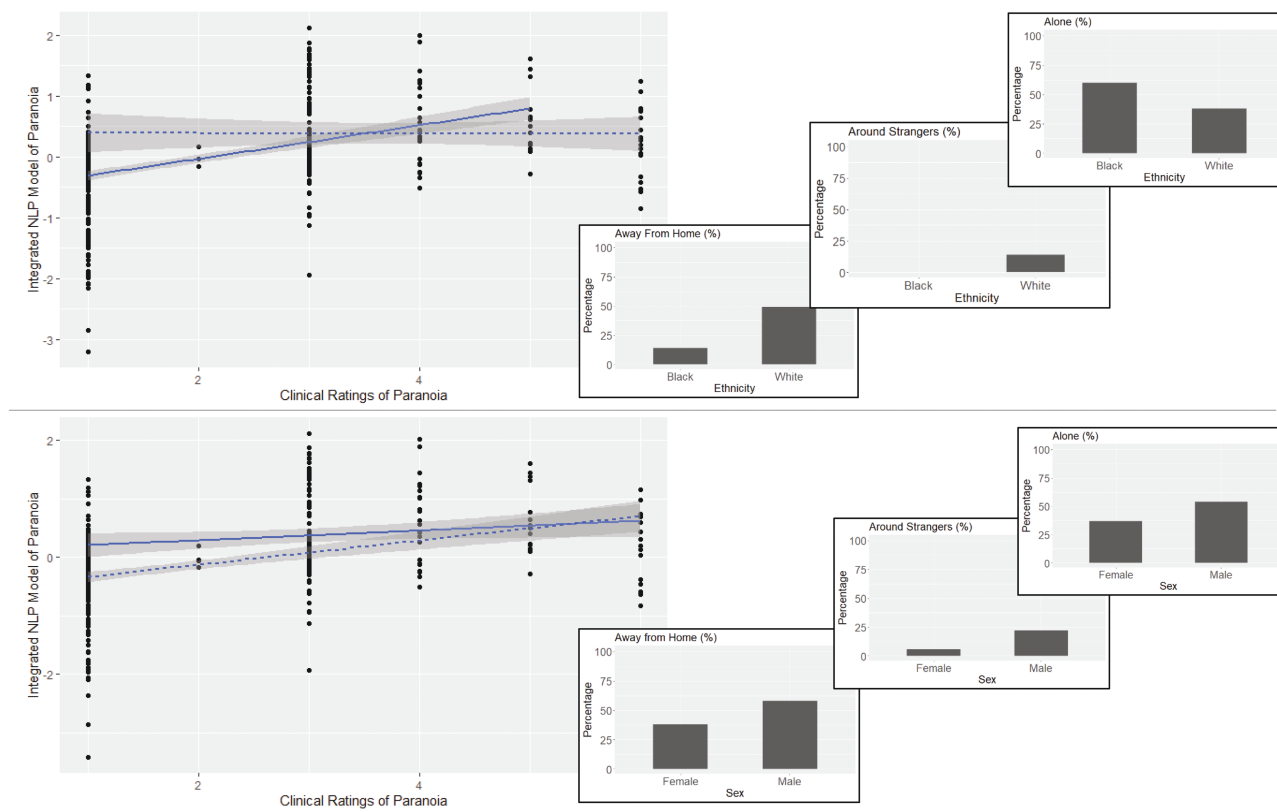 Integrated NLP Model of Paranoia
2
1
0
-1
-2
-3
2
4
Clinical Ratings of Paranoia
Away From Home (%)
Percentage
100
75
50
25
0
Black
White
Ethnicity
Around Strangers (%)
Percentage
100
75
50
25
0
Black
White
Ethnicity
Alone (%)
Percentage
100
75
50
25
0
Black
White
Ethnicity
Integrated NLP Model of Paranoia
2
0
-2
2
4
Clinical Ratings of Paranoia
Away from Home (%)
Percentage
100
75
50
25
0
Female
Male
Sex
Around Strangers (%)
Percentage
100
75
50
25
0
Female
Male
Sex
Alone (%)
Percentage
100
75
50
25
0
Female
Male
Sex